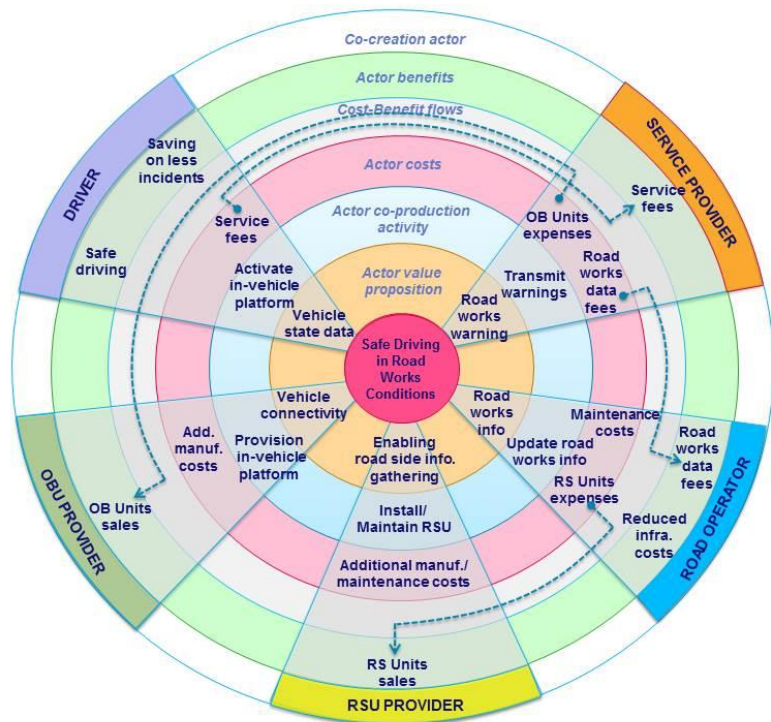 Co-creation actor
Actor benefits
Cost-Benefit flows
Actor costs
Actor co-production
activity
Actor value
proposition
Safe Driving
in Road
Works
Conditions
DRIVER
Saving
on less
incidents
Safe
driving
Service
fees
Activate
in-vehicle
platform
Vehicle
state data
SERVICE PROVIDER
Service
fees
OB Units
expenses
Road
works
data
fees
Transmit
warnings
Road
works
warning
ROAD OPERATOR
Road
works
data
fees
Reduced
infra.
costs
Maintenance
costs
RS Units
expenses
Update road
works info
Road
works
info
RSU PROVIDER
Enabling
road side info.
gathering
Install/
Maintain RSU
Additional manuf./
maintenance costs
RS Units
sales
OBU PROVIDER
Vehicle
connectivity
Provision
in-vehicle
platform
Add.
manuf.
costs
OB Units
sales